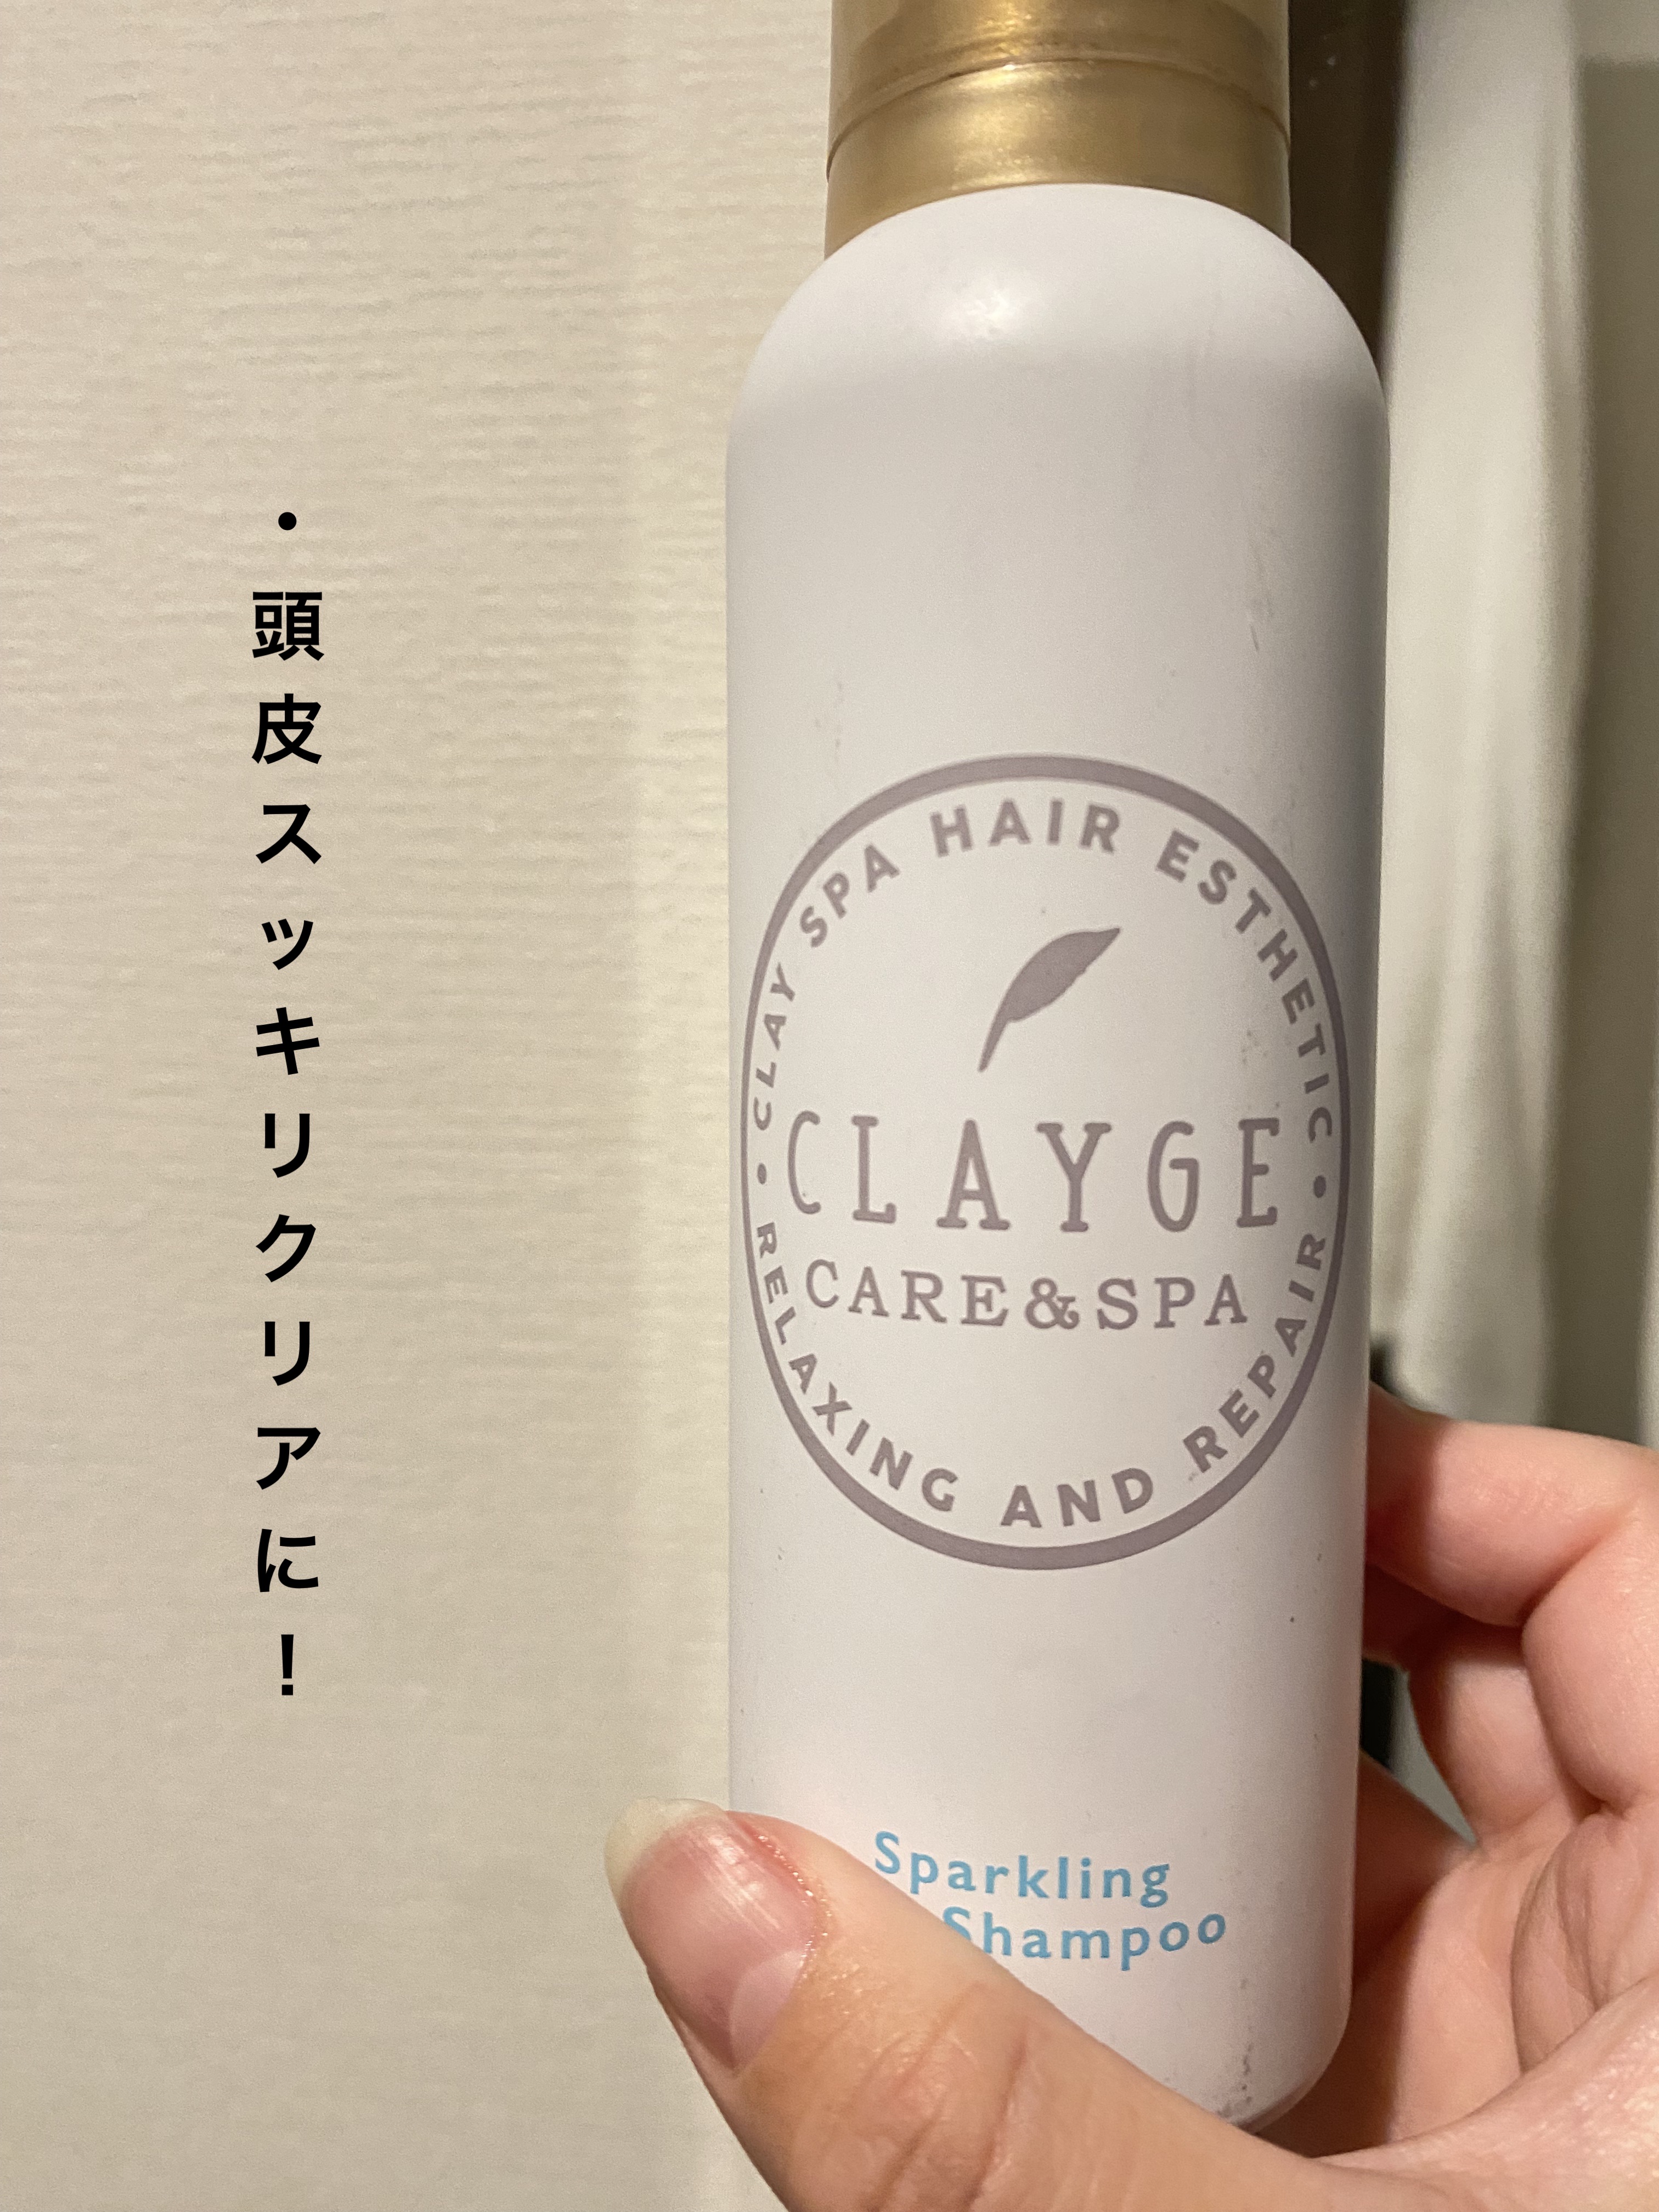 ・頭皮スッキリクリアに！
CLAY SPA HAIR ESTHETIC
CLAYGE
CARE&SPA
• RELAXING AND REPAIR •
Sparkling
Shampoo